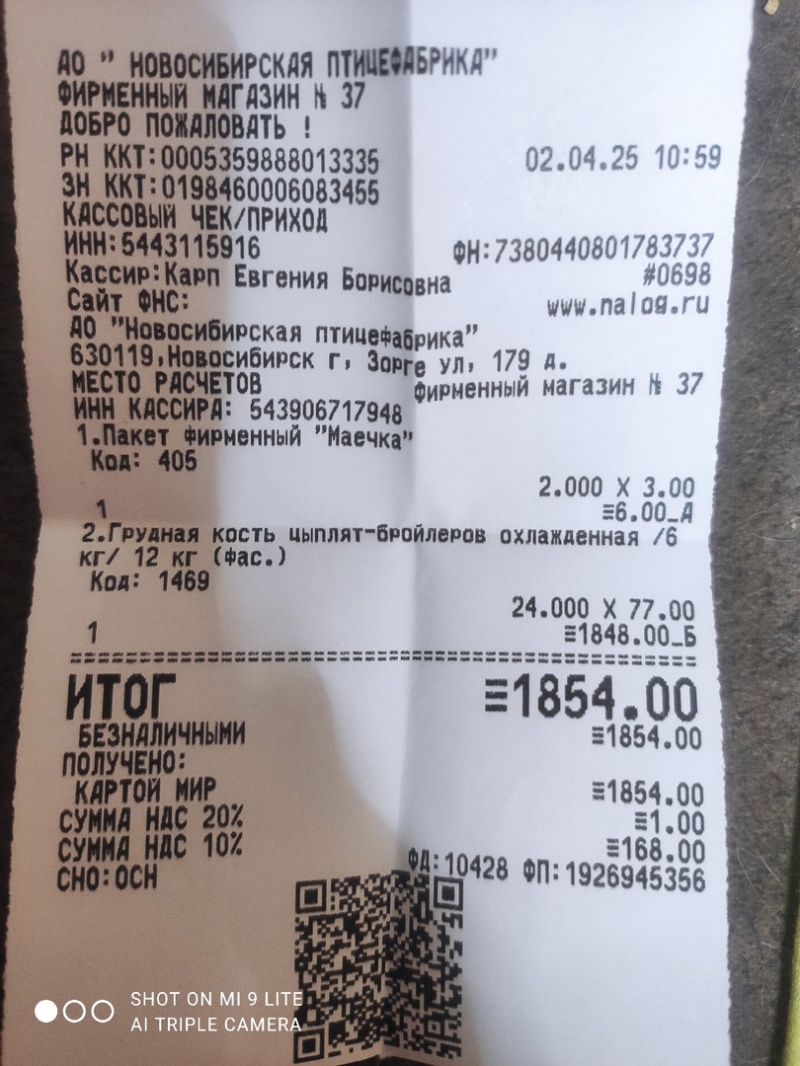 АО " НОВОСИБИРСКАЯ ПТИЦЕФАБРИКА"
ФИРМЕННЫЙ МАГАЗИН № 37
ДОБРО ПОЖАЛОВАТЬ !
РН ККТ:0005359888013335 02.04.25 10:59
ЗН ККТ:0198460006083455
КАССОВЫЙ ЧЕК/ПРИХОД
ИНН:5443115916 ФН:7380440801783737
Кассир:Карп Евгения Борисовна #0698
Сайт ФНС: www.nalog.ru
АО "Новосибирская птицефабрика"
630119,Новосибирск г, Зорге ул, 179 д.
МЕСТО РАСЧЕТОВ фирменный магазин № 37
ИНН КАССИРА: 543906717948
1.Пакет фирменный "Маечка"
Код: 405
2.000 X 3.00
1 ≡6.00_А
2.Грудная кость цыплят-бройлеров охлажденная /6
кг/ 12 кг (фас.)
Код: 1469
24.000 X 77.00
1 ≡1848.00_Б
ИТОГ ≡1854.00
БЕЗНАЛИЧНЫМИ ≡1854.00
ПОЛУЧЕНО:
КАРТОЙ МИР ≡1854.00
СУММА НДС 20% ≡1.00
СУММА НДС 10% ≡168.00
СНО:ОСН ФД:10428 ФП:1926945356
SHOT ON MI 9 LITE
AI TRIPLE CAMERA